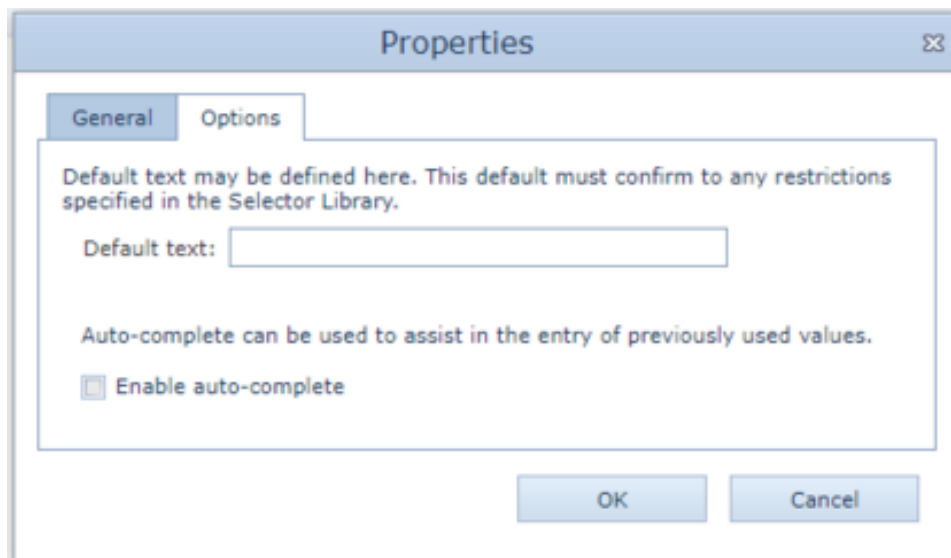 Properties
General Options
Default text may be defined here. This default must confirm to any restrictions
specified in the Selector Library.
Default text:
Auto-complete can be used to assist in the entry of previously used values.
Enable auto-complete
OK Cancel